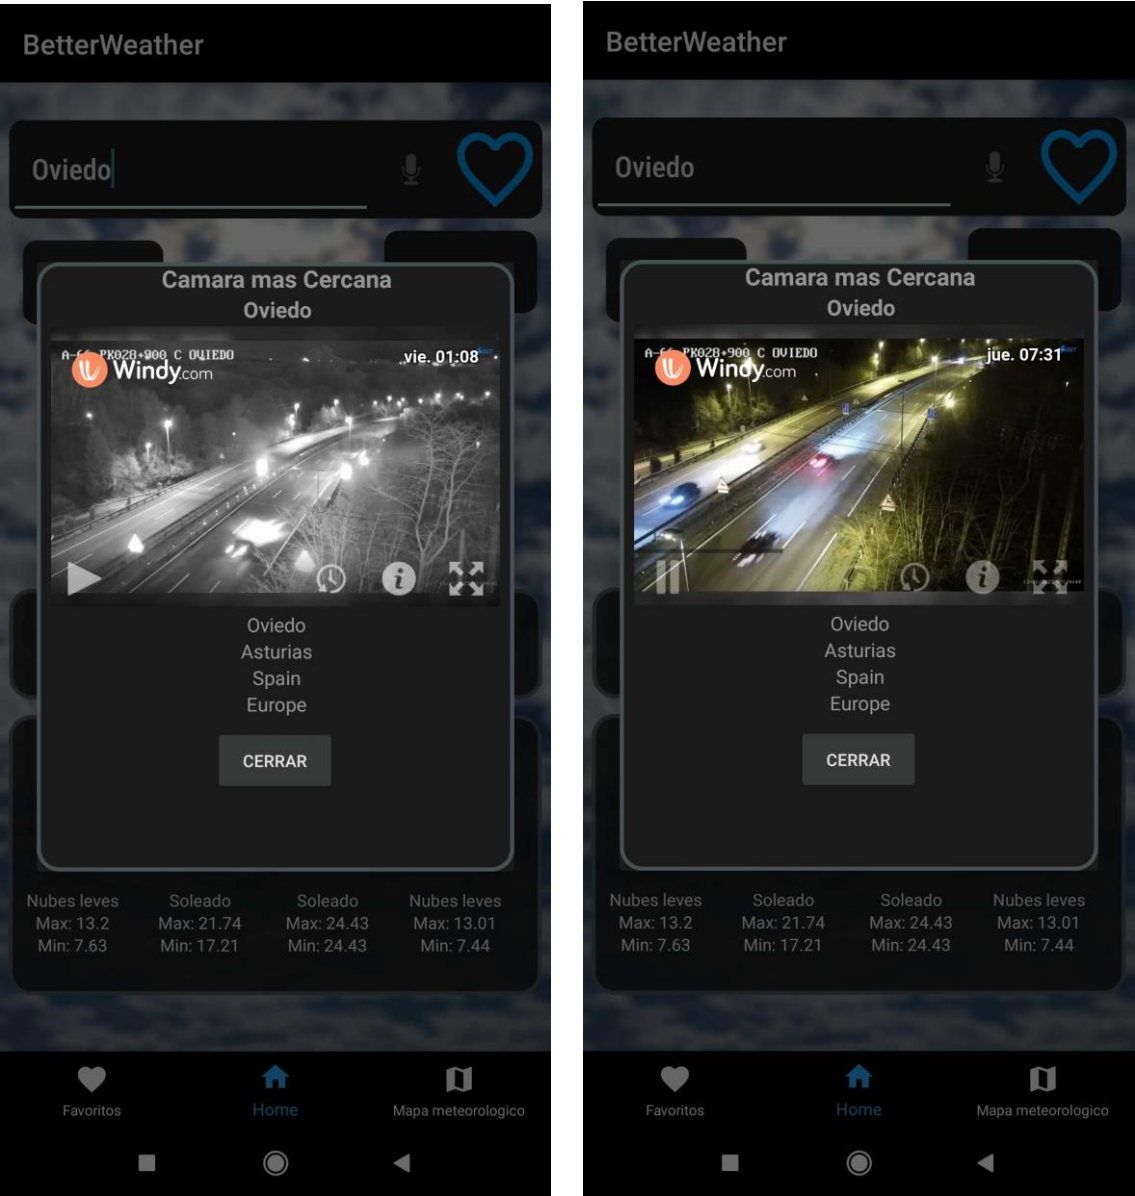 BetterWeather
Oviedo
Camara mas Cercana
Oviedo
PK028+900 C OVIEDO
vie. 01:08
Windy.com
Oviedo
Asturias
Spain
Europe
CERRAR
Nubes leves Soleado Soleado Nubes leves
Max: 13.2 Max: 21.74 Max: 24.43 Max: 13.01
Min: 7.63 Min: 17.21 Min: 24.43 Min: 7.44
Favoritos Home Mapa meteorologico
BetterWeather
Oviedo
Camara mas Cercana
Oviedo
PK028+900 C OVIEDO
jue. 07:31
Windy.com
Oviedo
Asturias
Spain
Europe
CERRAR
Nubes leves Soleado Soleado Nubes leves
Max: 13.2 Max: 21.74 Max: 24.43 Max: 13.01
Min: 7.63 Min: 17.21 Min: 24.43 Min: 7.44
Favoritos Home Mapa meteorologico